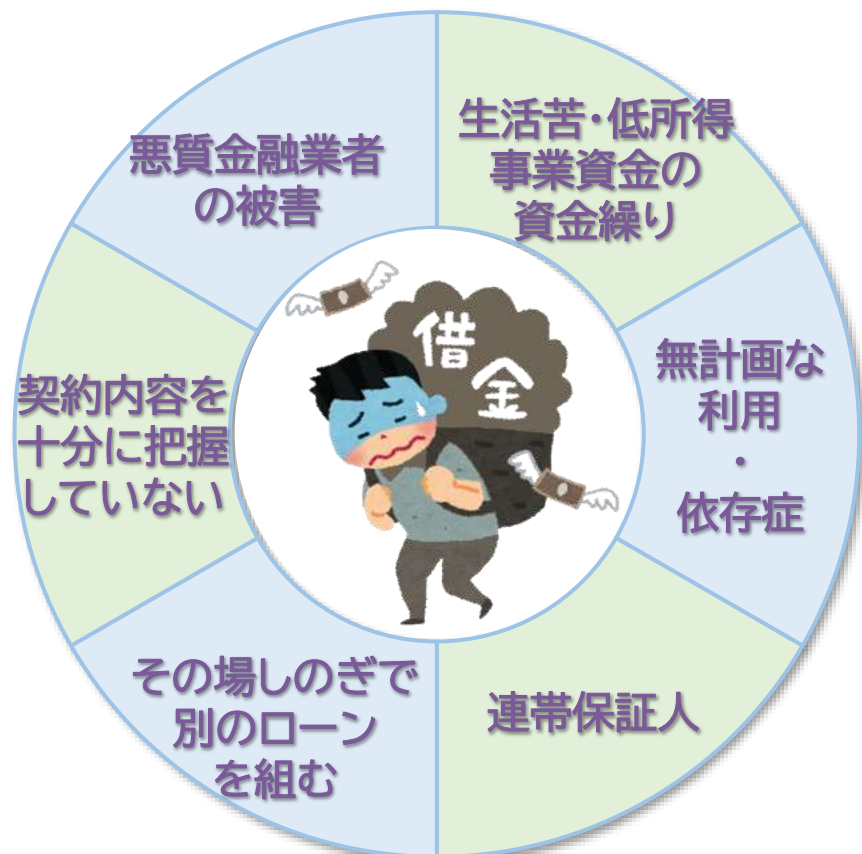 生活苦・低所得
事業資金の
資金繰り
無計画な
利用
・
依存症
連帯保証人
その場しのぎで
別のローン
を組む
契約内容を
十分に把握
していない
悪質金融業者
の被害
借金